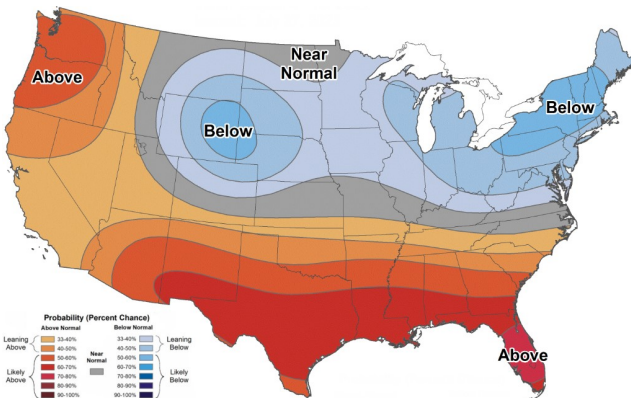 Near
Normal
Above
Below
Below
Above
Probability (Percent Chance)
Above Normal
Below Normal
Leaning
Above
Likely
Above
33-40%
40-50%
50-60%
60-70%
70-80%
80-90%
90-100%
Near
Normal
33-40%
40-50%
50-60%
60-70%
70-80%
80-90%
90-100%
Leaning
Below
Likely
Below